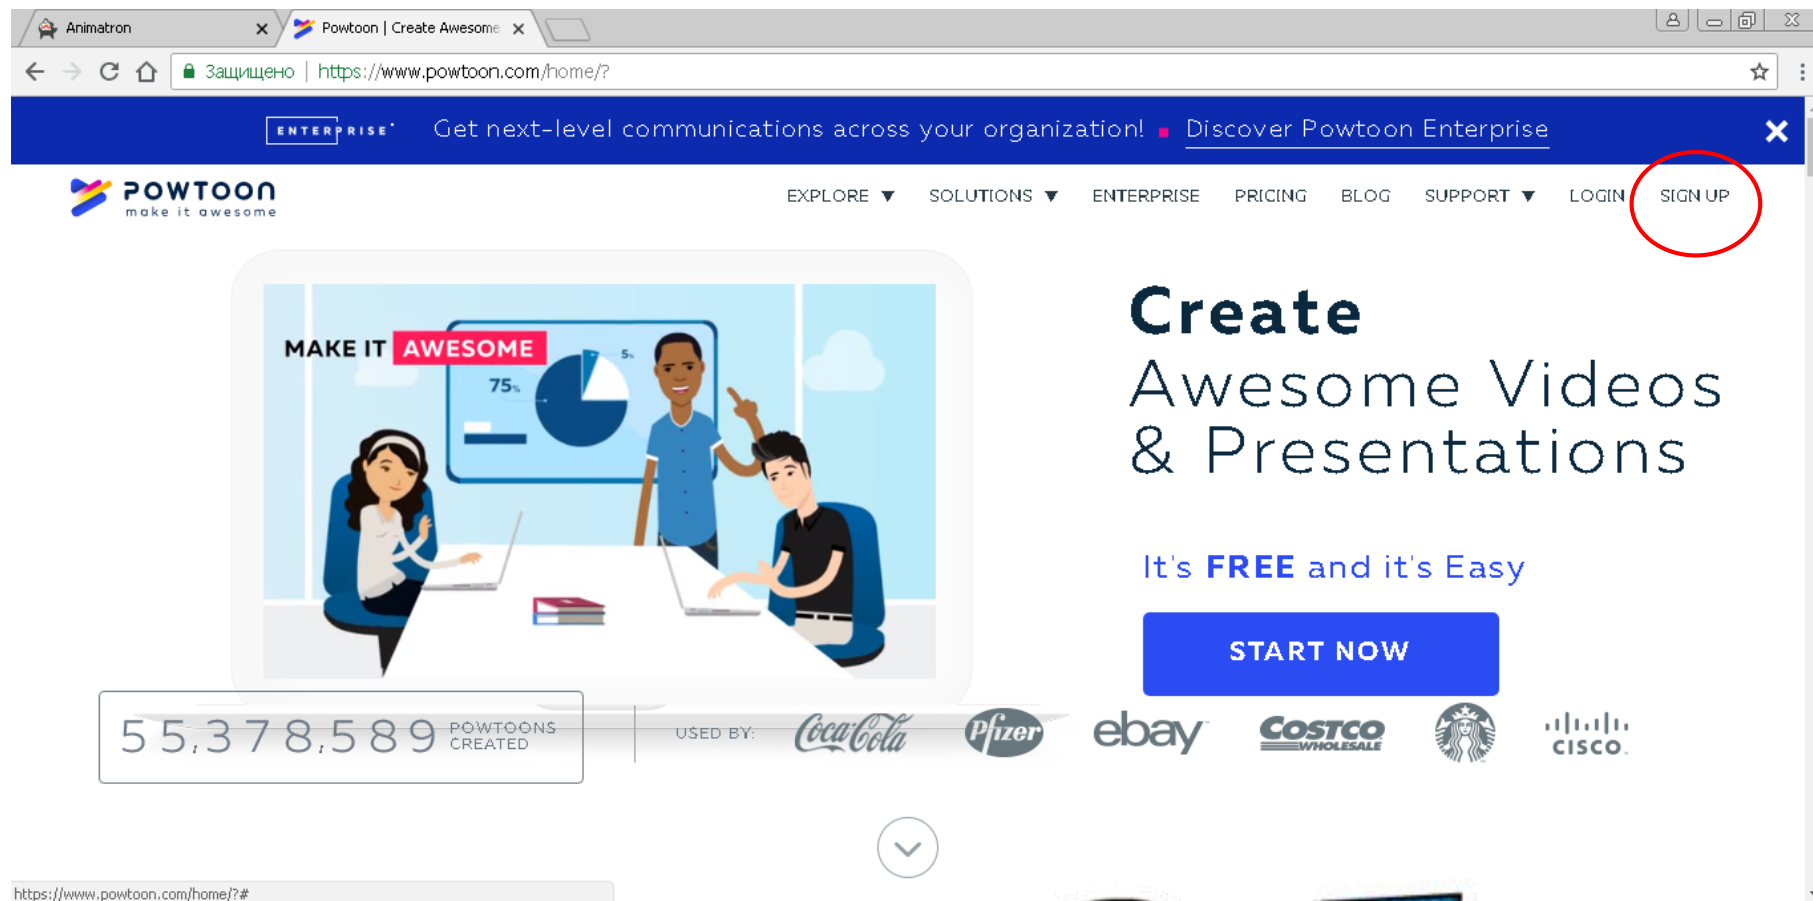 Animatron
Powtoon | Create Awesome
Защищено https://www.powtoon.com/home/?
ENTERPRISE Get next-level communications across your organization! Discover Powtoon Enterprise
POWTOON
make it awesome
EXPLORE ▼ SOLUTIONS ▼ ENTERPRISE PRICING BLOG SUPPORT ▼ LOGIN SIGN UP
MAKE IT AWESOME
5%
75%
Create
Awesome Videos
& Presentations
It's FREE and it's Easy
START NOW
55,378,589 POWTOONS CREATED
USED BY: Coca-Cola Pfizer ebay COSTCO WHOLESALE CISCO
https://www.powtoon.com/home/?#